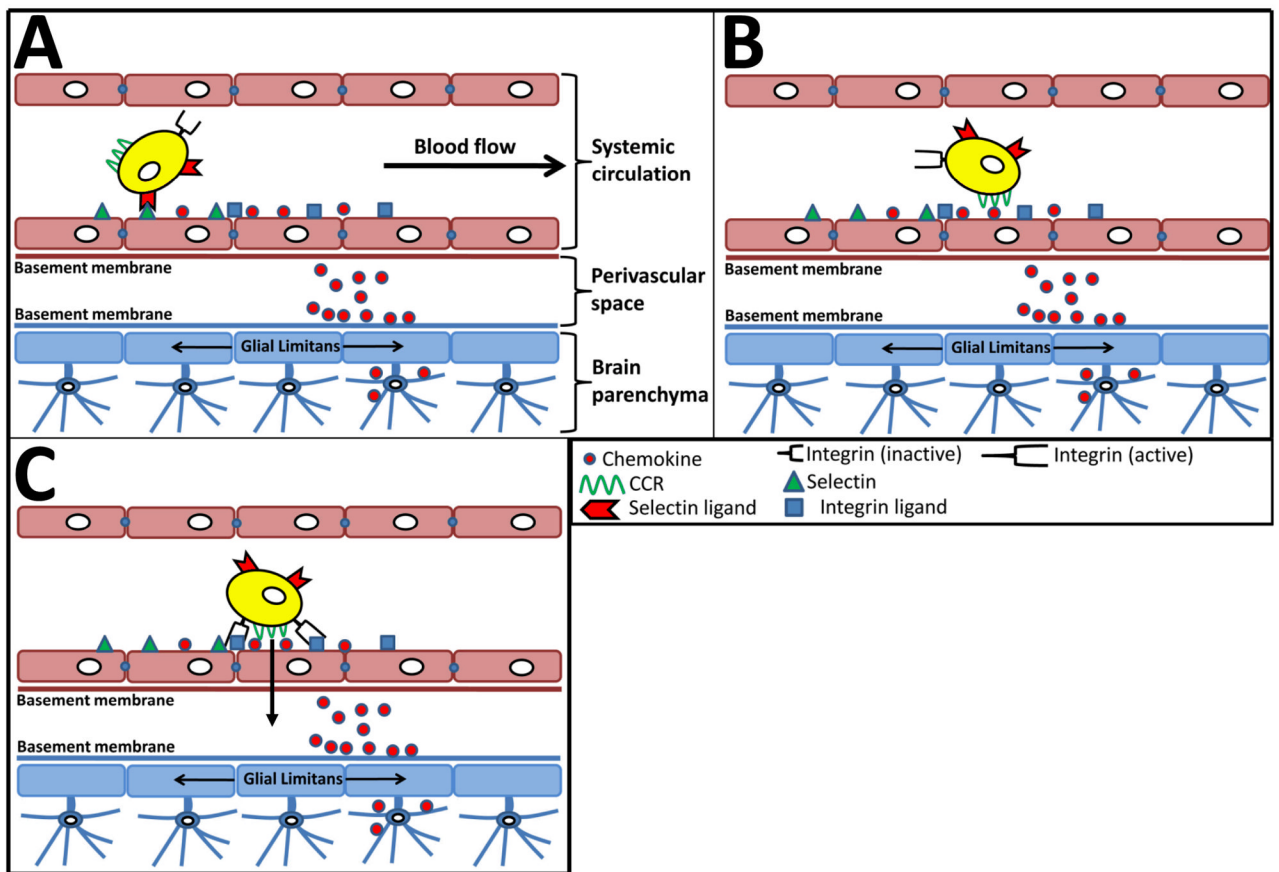 A
Blood flow
Systemic
circulation
Basement membrane
Perivascular
space
Basement membrane
Glial Limitans
Brain
parenchyma
B
Basement membrane
Basement membrane
Glial Limitans
C
Basement membrane
Basement membrane
Glial Limitans
Chemokine
Integrin (inactive)
Integrin (active)
CCR
Selectin
Selectin ligand
Integrin ligand